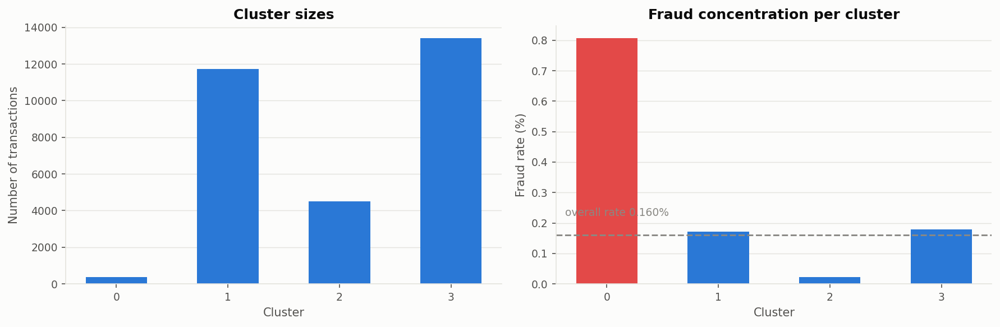 Cluster sizes
Number of transactions
14000
12000
10000
8000
6000
4000
2000
0
0 1 2 3
Cluster
Fraud concentration per cluster
Fraud rate (%)
0.8
0.7
0.6
0.5
0.4
0.3
0.2
0.1
0.0
overall rate 0.160%
0 1 2 3
Cluster